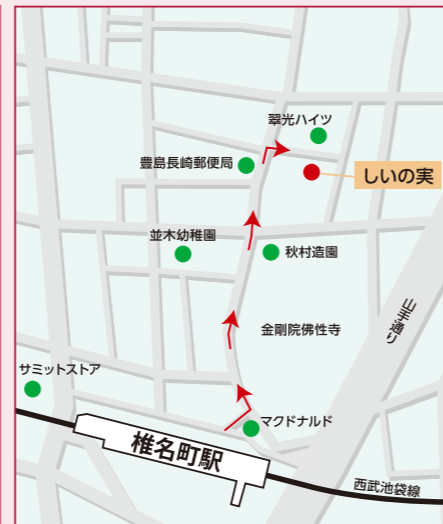 翠光ハイツ
豊島長崎郵便局
しいの実
並木幼稚園
秋村造園
山手通り
金剛院佛性寺
サミットストア
マクドナルド
椎名町駅
西武池袋線